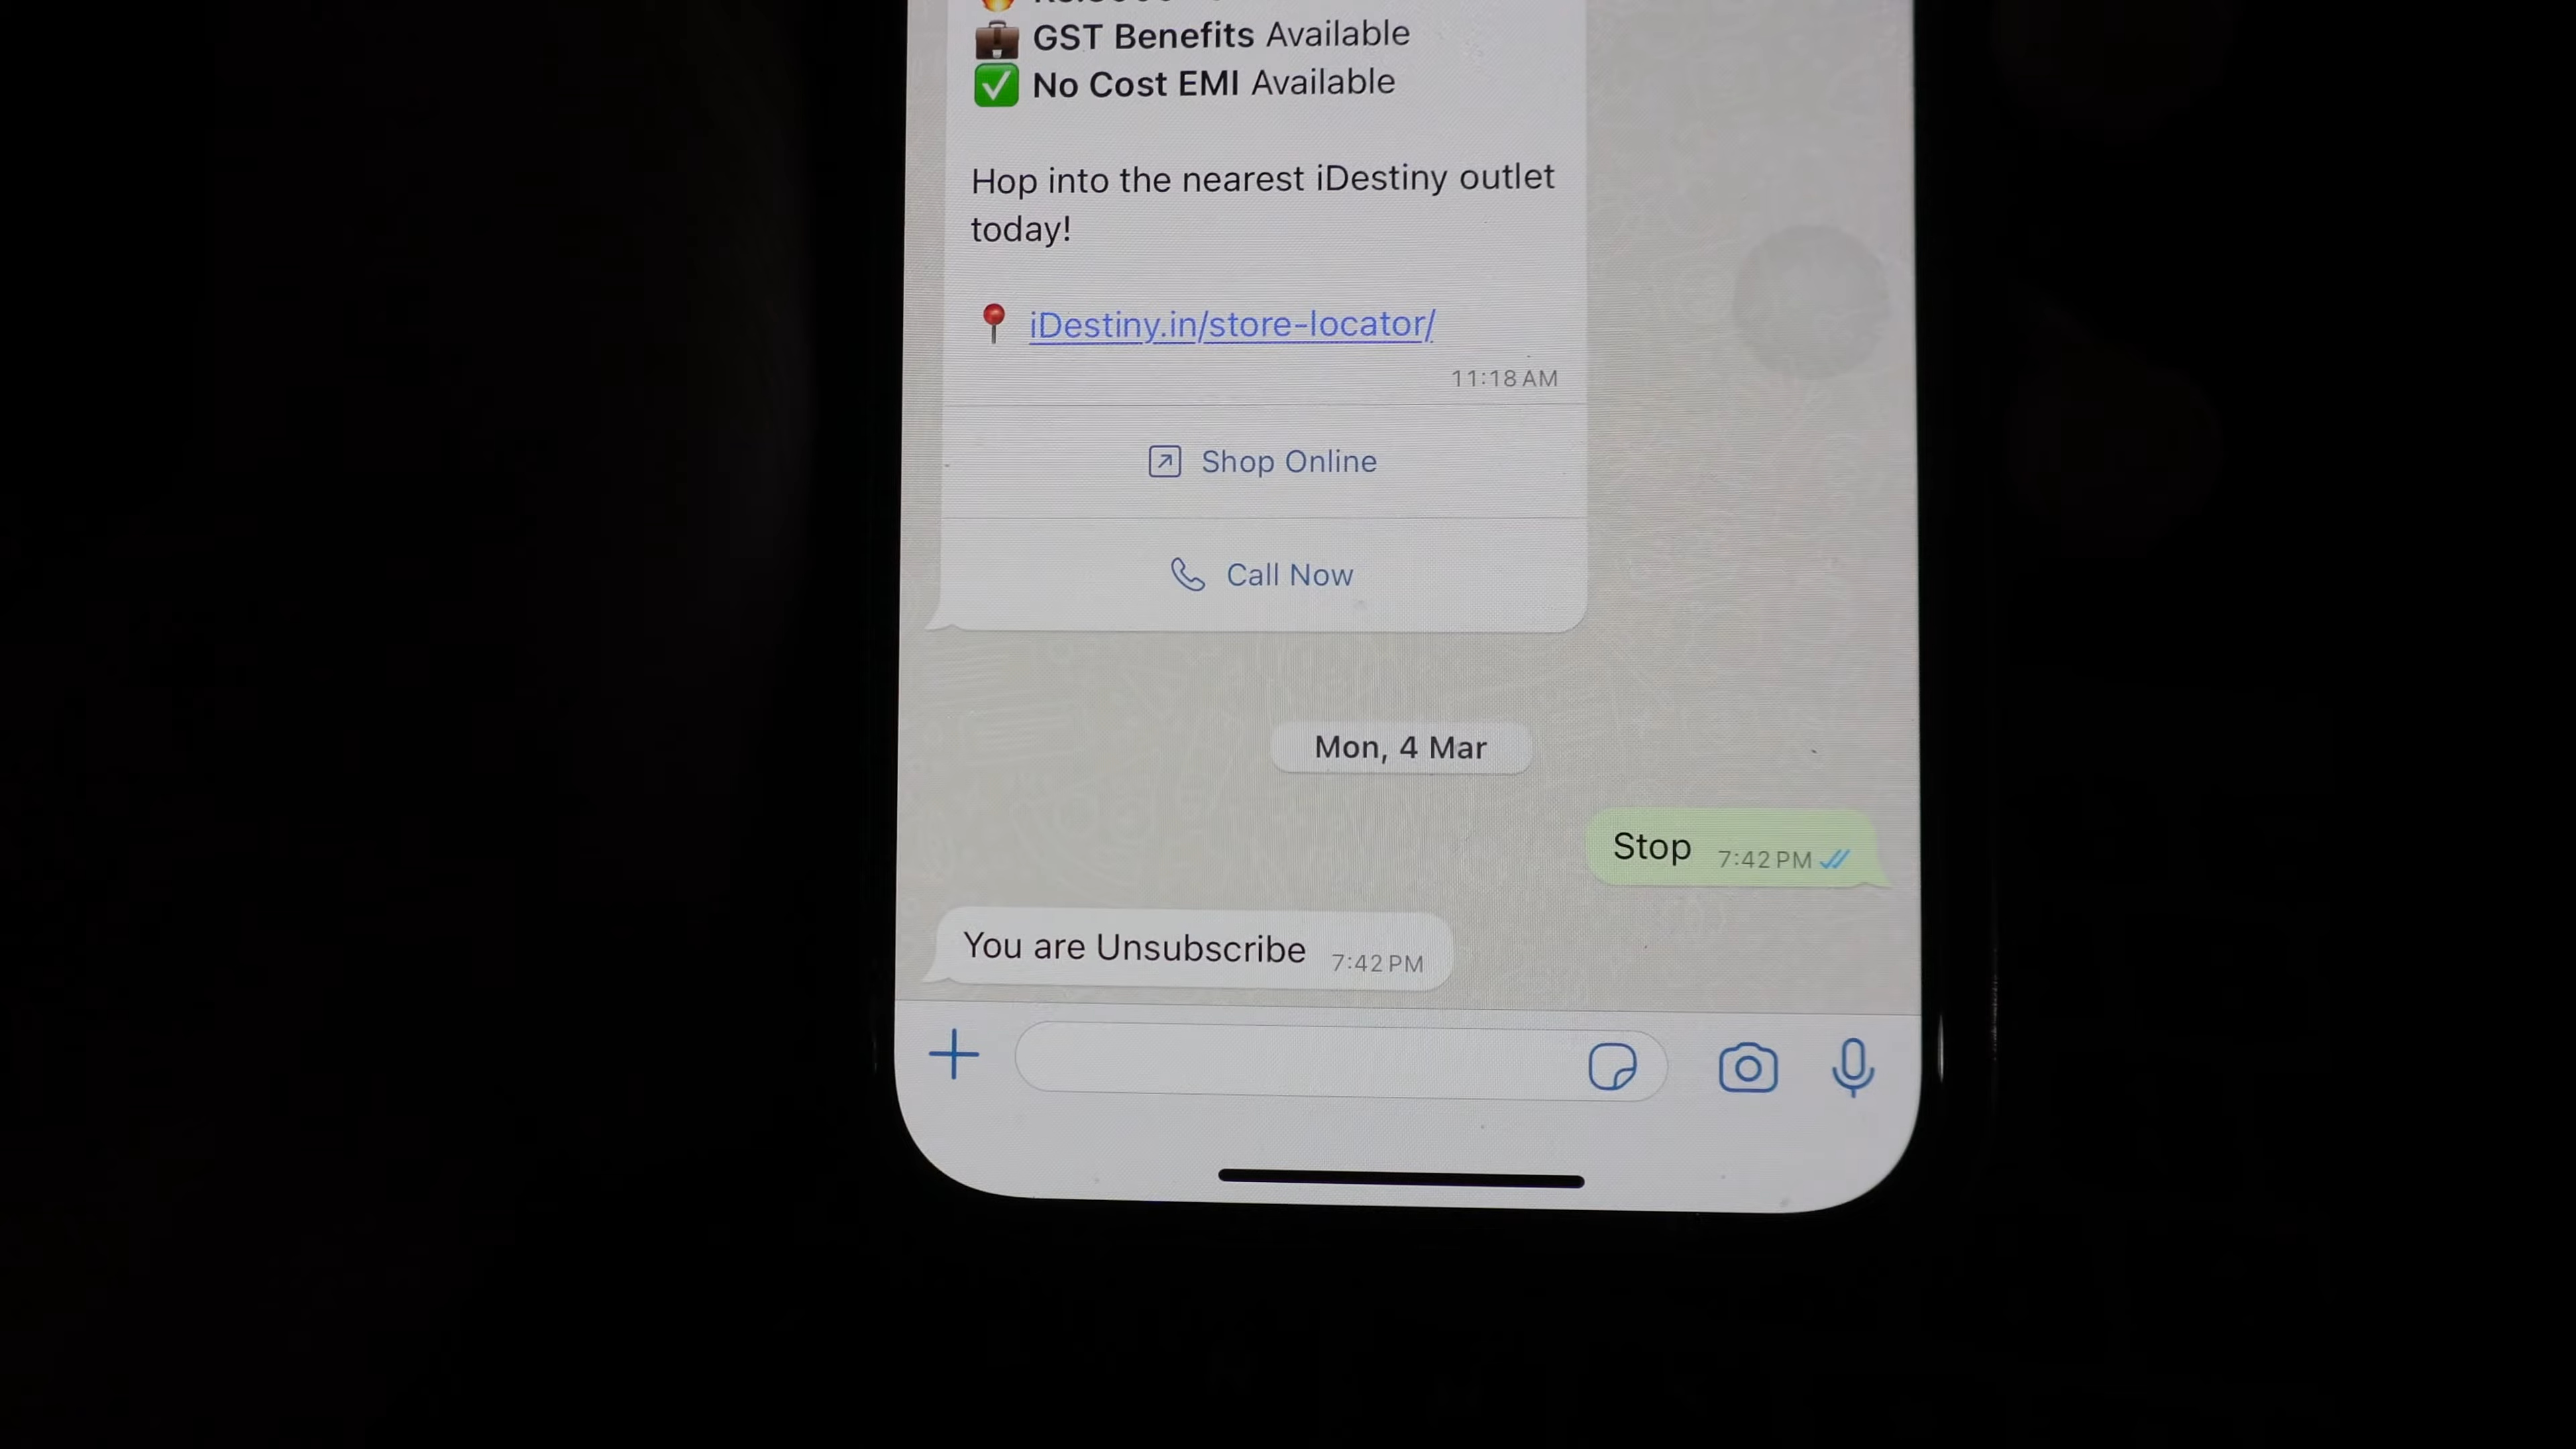 GST Benefits Available
No Cost EMI Available
Hop into the nearest iDestiny outlet
today!
iDestiny.in/store-locator/
11:18 AM
Shop Online
Call Now
Mon, 4 Mar
Stop 7:42 PM
You are Unsubscribe 7:42 PM